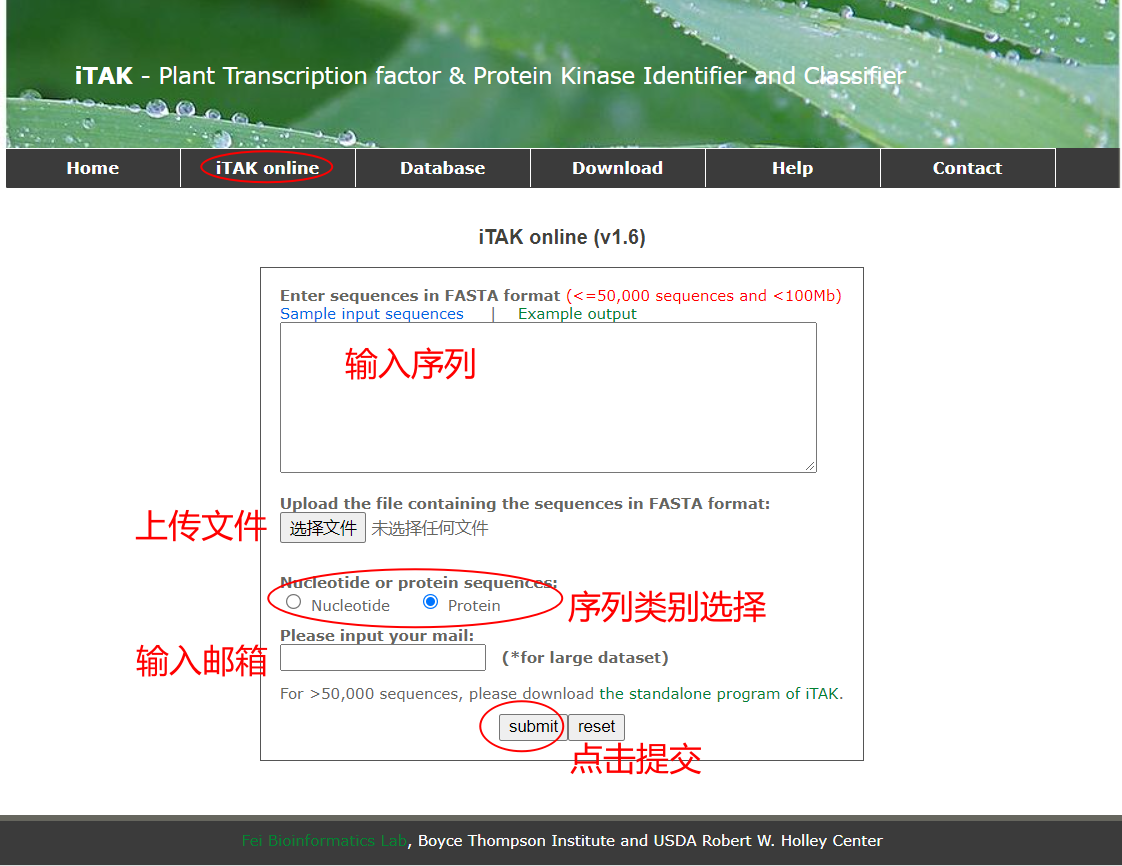 iTAK - Plant Transcription factor & Protein Kinase Identifier and Classifier
Home iTAK online Database Download Help Contact
iTAK online (v1.6)
Enter sequences in FASTA format (<=50,000 sequences and <100Mb)
Sample input sequences | Example output
输入序列
Upload the file containing the sequences in FASTA format:
上传文件 选择文件 未选择任何文件
Nucleotide or protein sequences:
Nucleotide Protein 序列类别选择
Please input your mail:
输入邮箱 (*for large dataset)
For >50,000 sequences, please download the standalone program of iTAK.
submit reset
点击提交
Fei Bioinformatics Lab, Boyce Thompson Institute and USDA Robert W. Holley Center